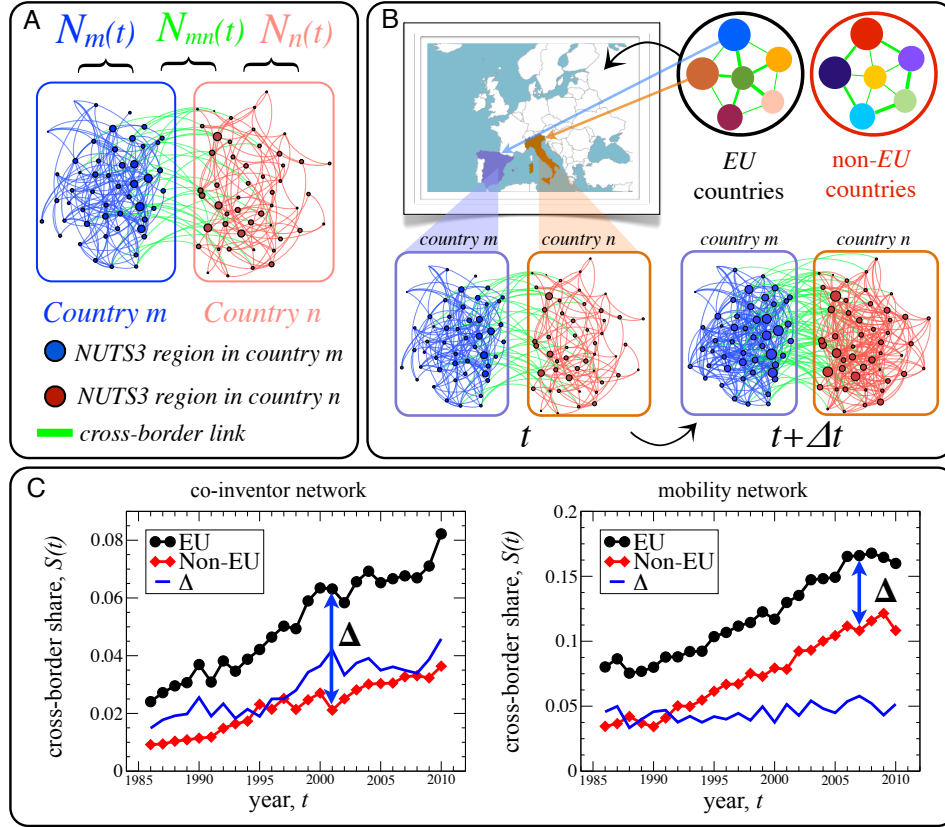 A
N_m(t) N_mn(t) N_n(t)
Country m Country n
NUTS3 region in country m
NUTS3 region in country n
cross-border link
B
EU
countries
non-EU
countries
country m country n country m country n
t t+Δt
C
co-inventor network
cross-border share, S(t)
0.08
0.06
0.04
0.02
0
EU
Non-EU
Δ
Δ
1985 1990 1995 2000 2005 2010
year, t
mobility network
cross-border share, S(t)
0.2
0.15
0.1
0.05
0
EU
Non-EU
Δ
Δ
1985 1990 1995 2000 2005 2010
year, t